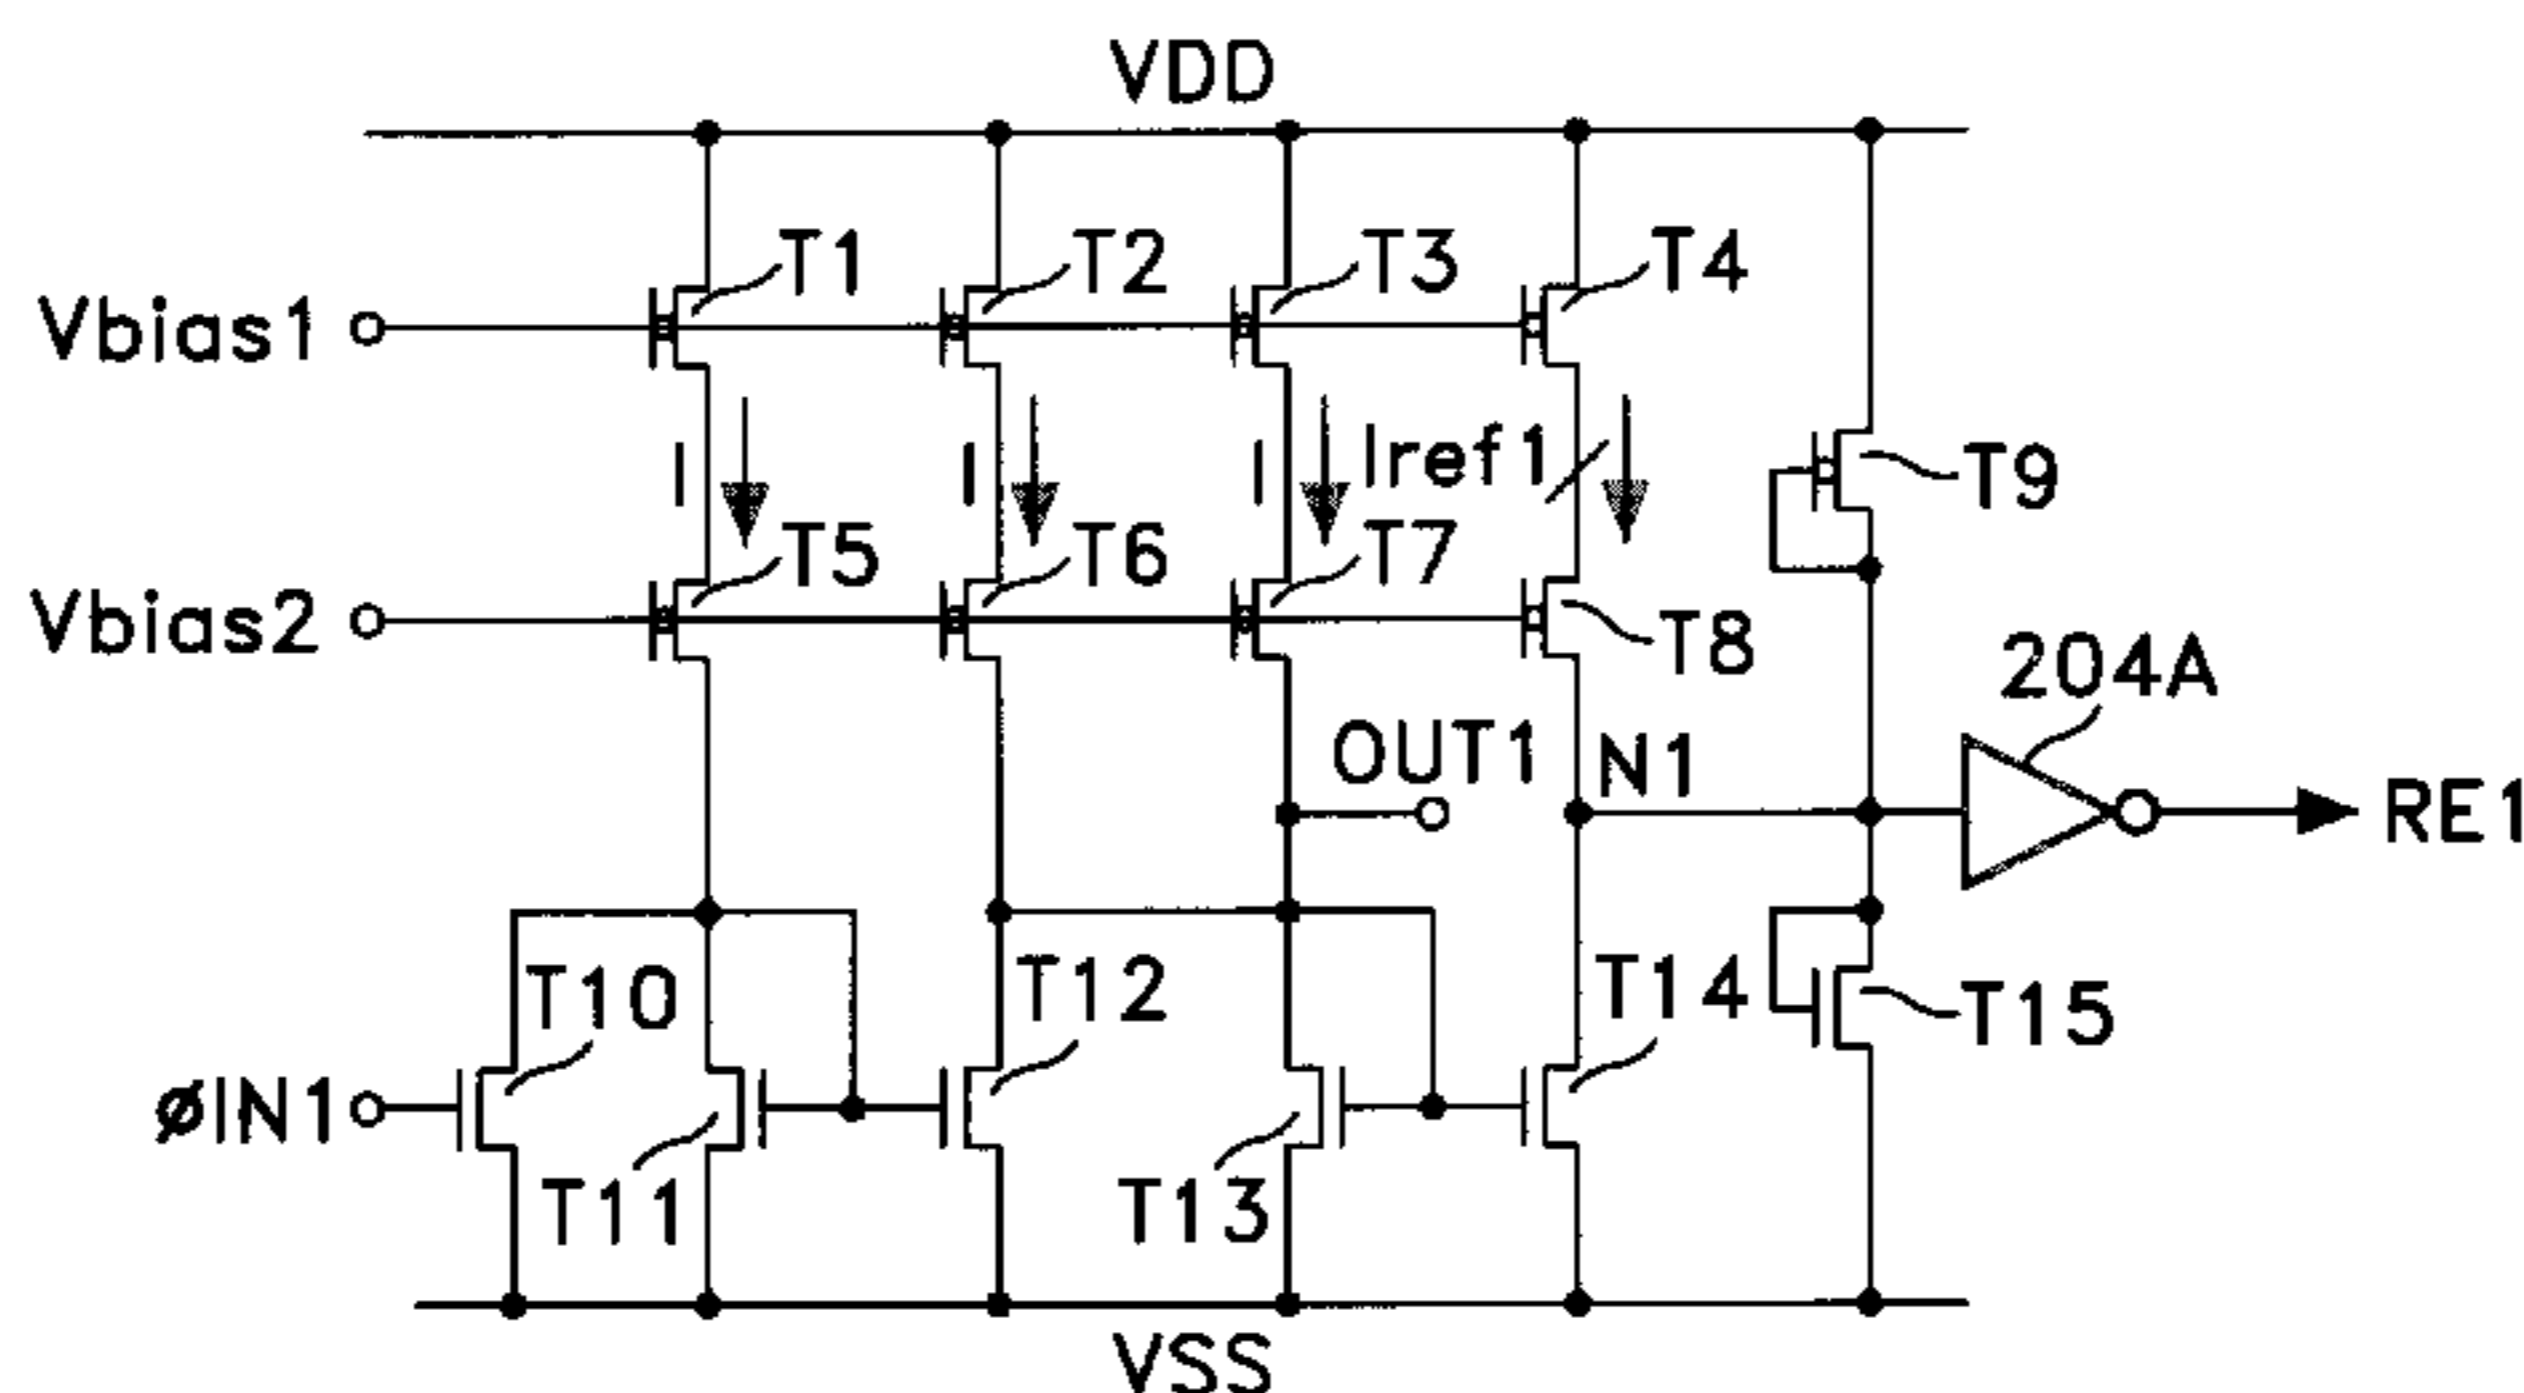 VDD
T1 T2 T3 T4
Vbias1
I I I Iref1
T9
T5 T6 T7
Vbias2
T8
204A
OUT1 N1
RE1
T10 T12 T14
T15
øIN1
T11 T13
VSS